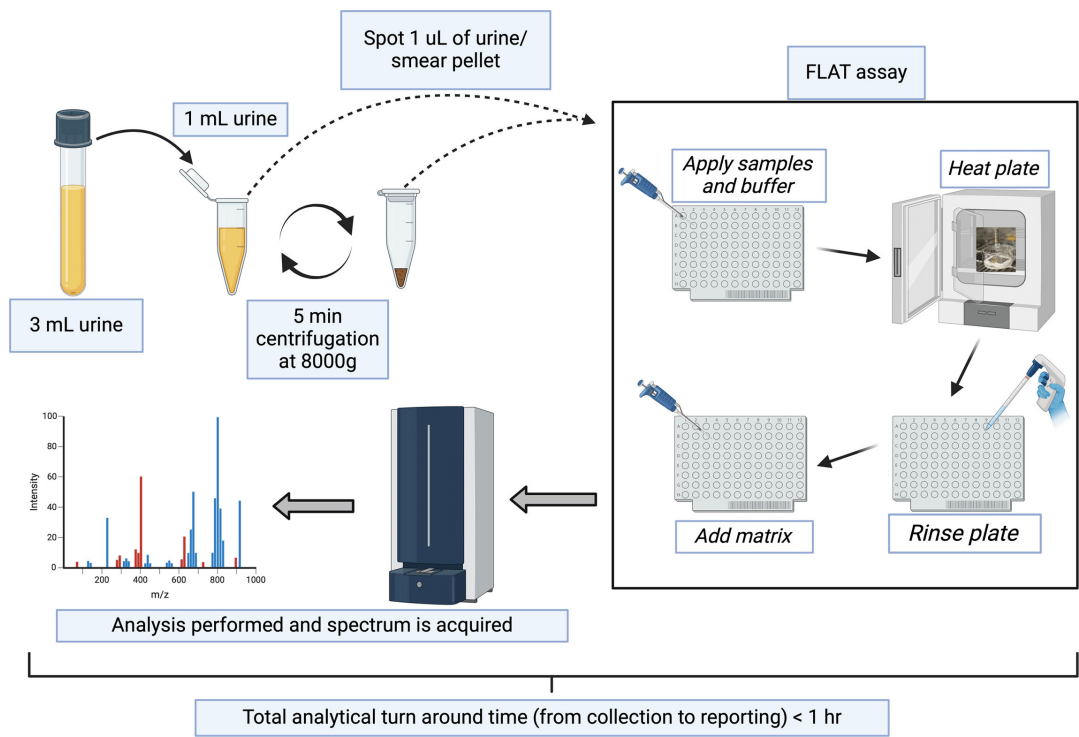 Spot 1 uL of urine/
smear pellet
FLAT assay
1 mL urine
3 mL urine
5 min
centrifugation
at 8000g
Apply samples
and buffer
Heat plate
Rinse plate
Add matrix
100
80
60
40
20
0
Intensity
200 400 600 800 1000
m/z
Analysis performed and spectrum is acquired
Total analytical turn around time (from collection to reporting) < 1 hr